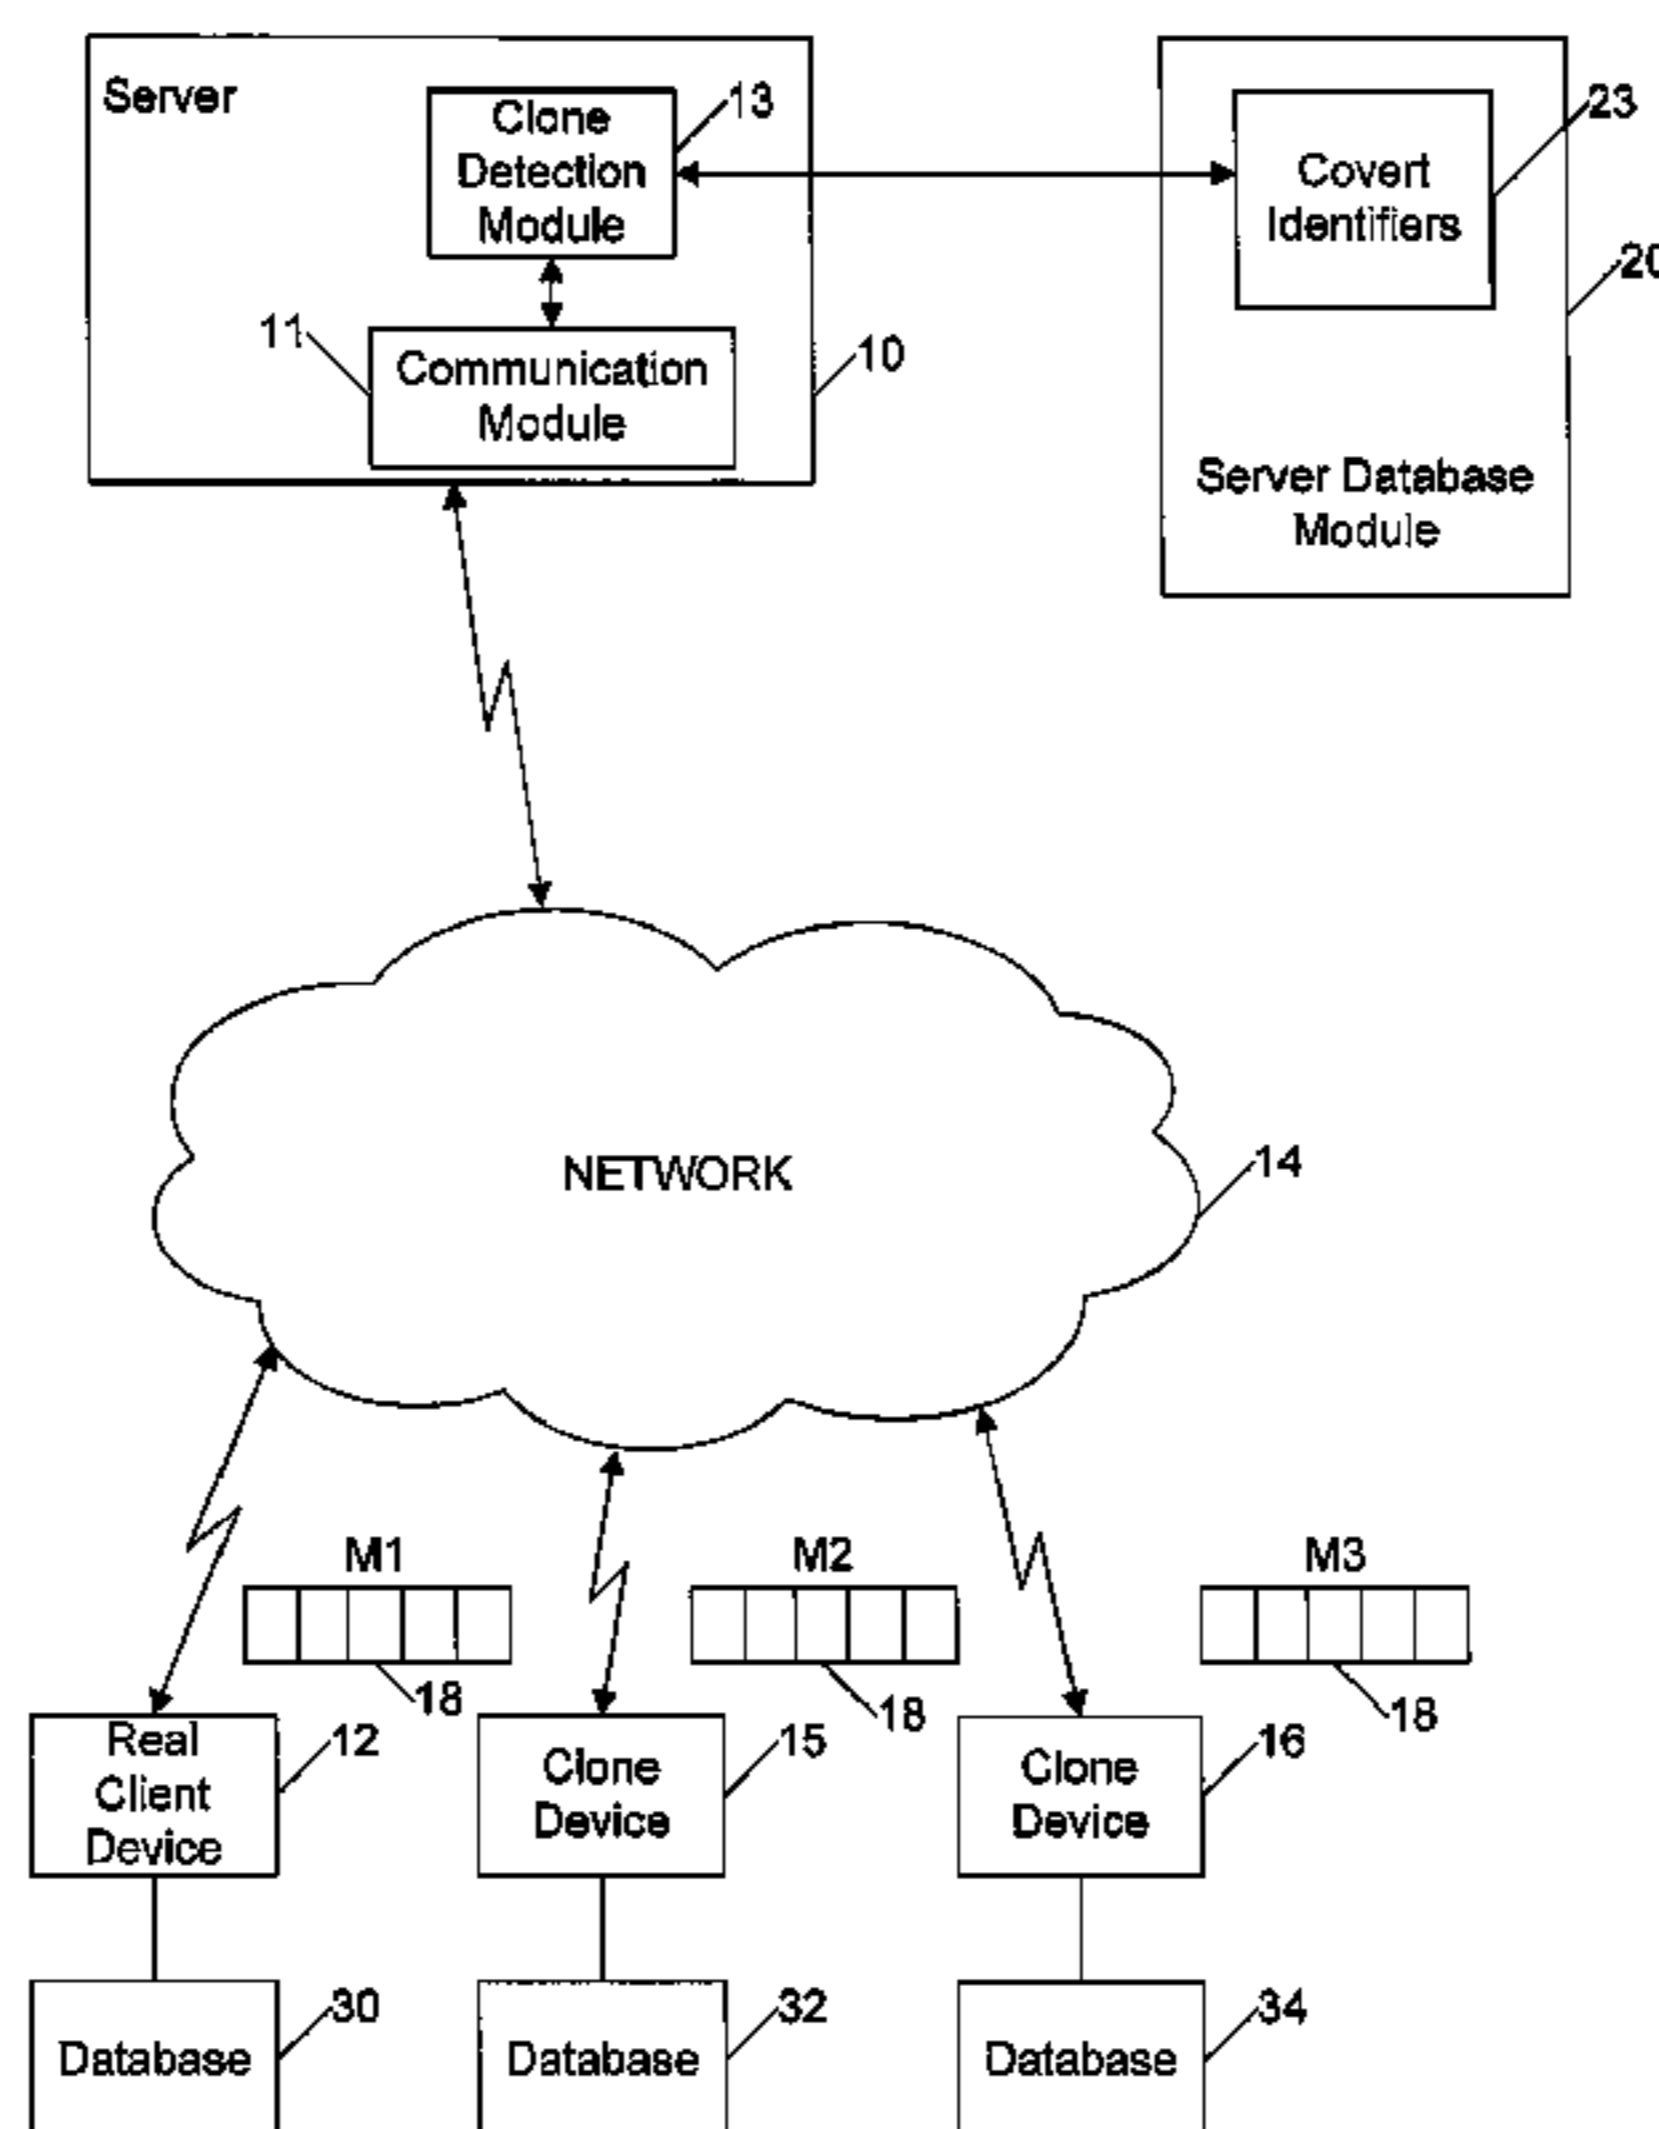 Server
Clone
Detection
Module
13
Covert
Identifiers
23
20
11
Communication
Module
10
Server Database
Module
NETWORK
14
M1
M2
M3
18
18
18
Real
Client
Device
12
Clone
Device
15
Clone
Device
16
Database
30
Database
32
Database
34